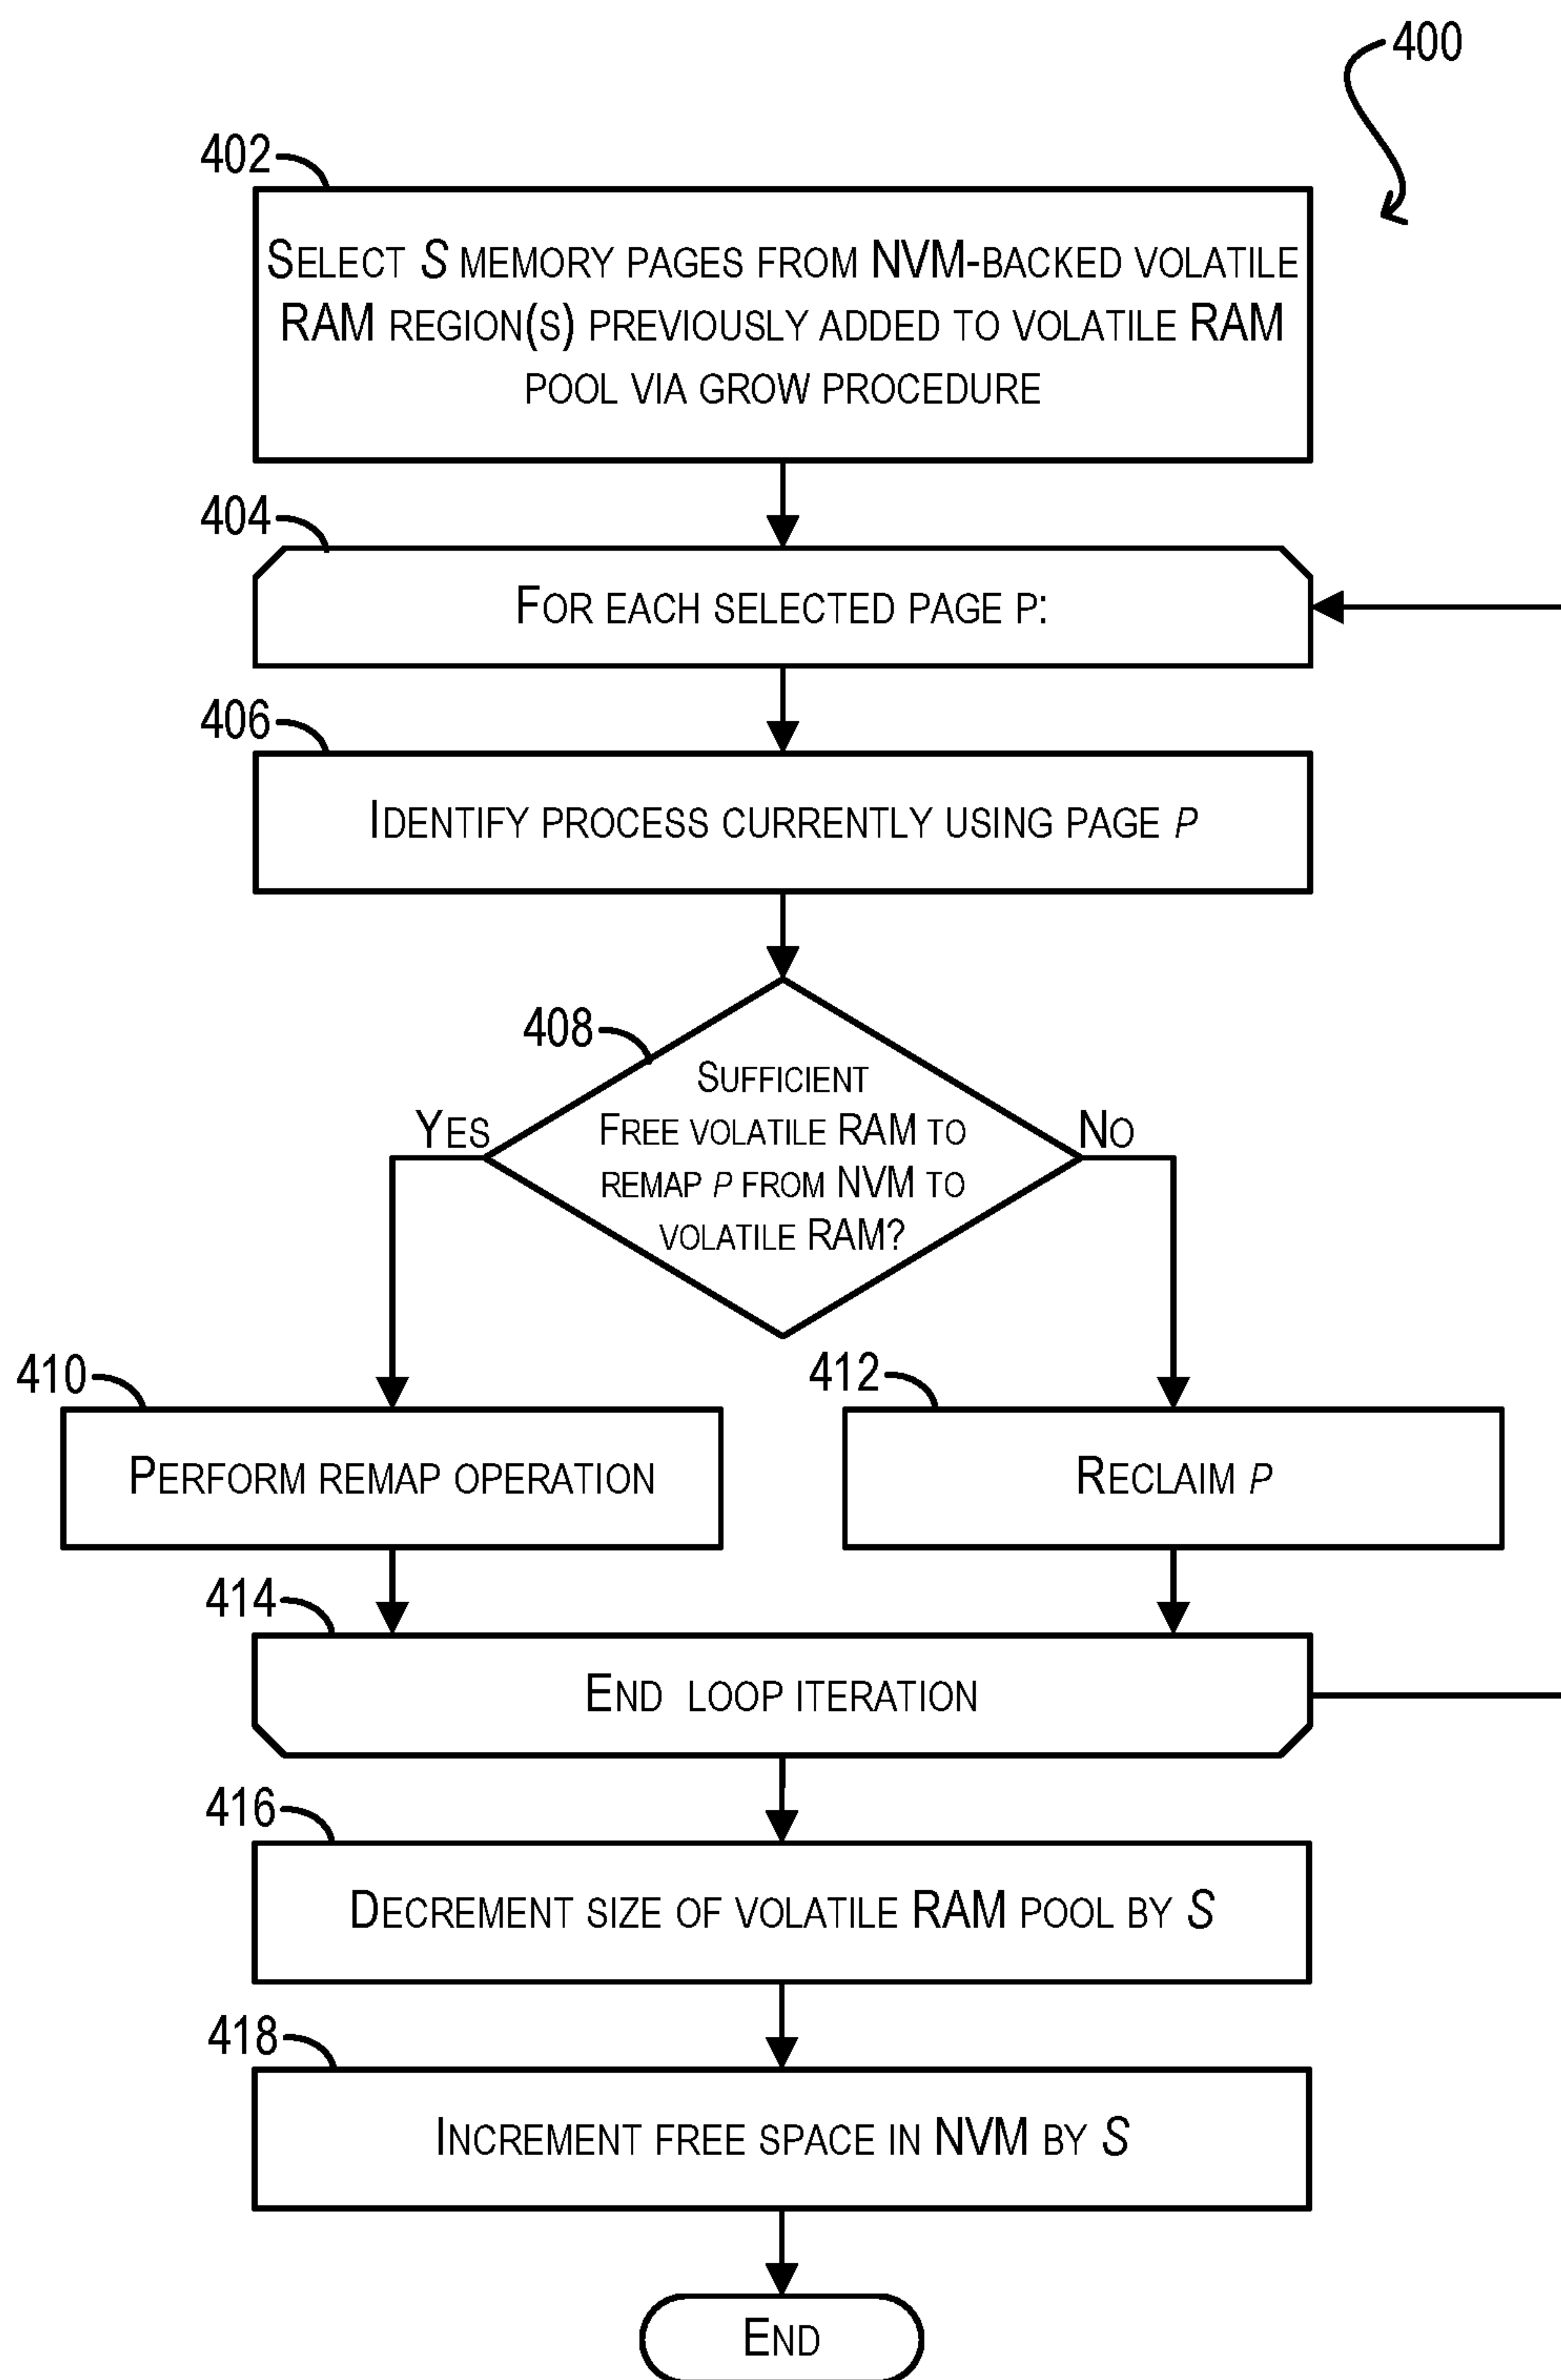 400
402
SELECT S MEMORY PAGES FROM NVM-BACKED VOLATILE
RAM REGION(S) PREVIOUSLY ADDED TO VOLATILE RAM
POOL VIA GROW PROCEDURE
404
FOR EACH SELECTED PAGE P:
406
IDENTIFY PROCESS CURRENTLY USING PAGE P
408
SUFFICIENT
FREE VOLATILE RAM TO
REMAP P FROM NVM TO
VOLATILE RAM?
YES
NO
410
PERFORM REMAP OPERATION
412
RECLAIM P
414
END LOOP ITERATION
416
DECREMENT SIZE OF VOLATILE RAM POOL BY S
418
INCREMENT FREE SPACE IN NVM BY S
END